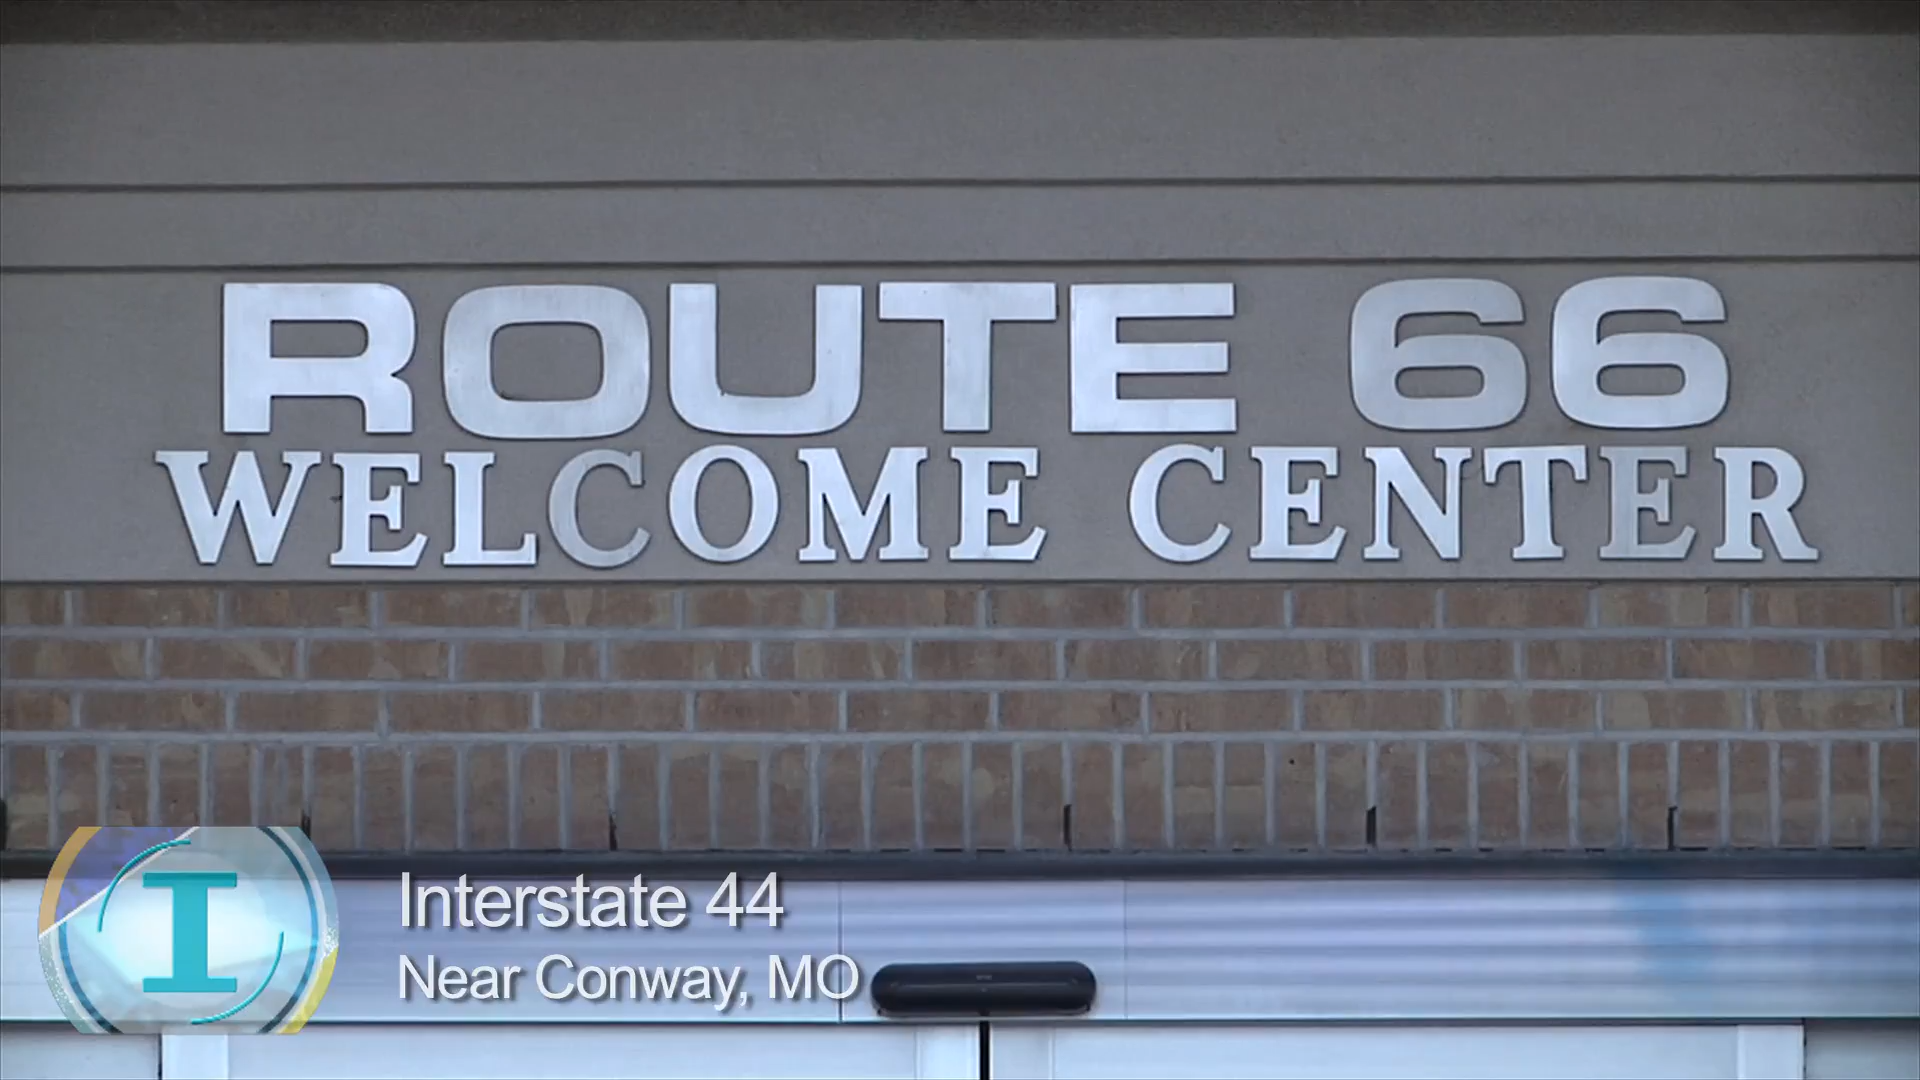 ROUTE 66
WELCOME CENTER
I
Interstate 44
Near Conway, MO